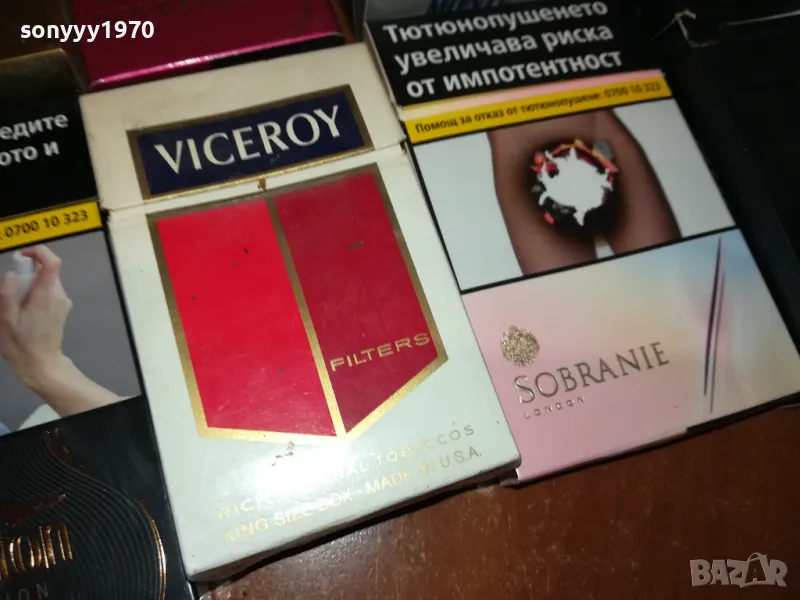 sonyyy1970
Тютюнопушенето
увеличава риска
от импотентност
Помощ за отказ от тютюнопушене: 0700 10 323
VICEROY
FILTERS
KING SIZE BOX · MADE IN U.S.A.
SOBRANIE
LONDON
едите
ото и
0700 10 323
BAZAR